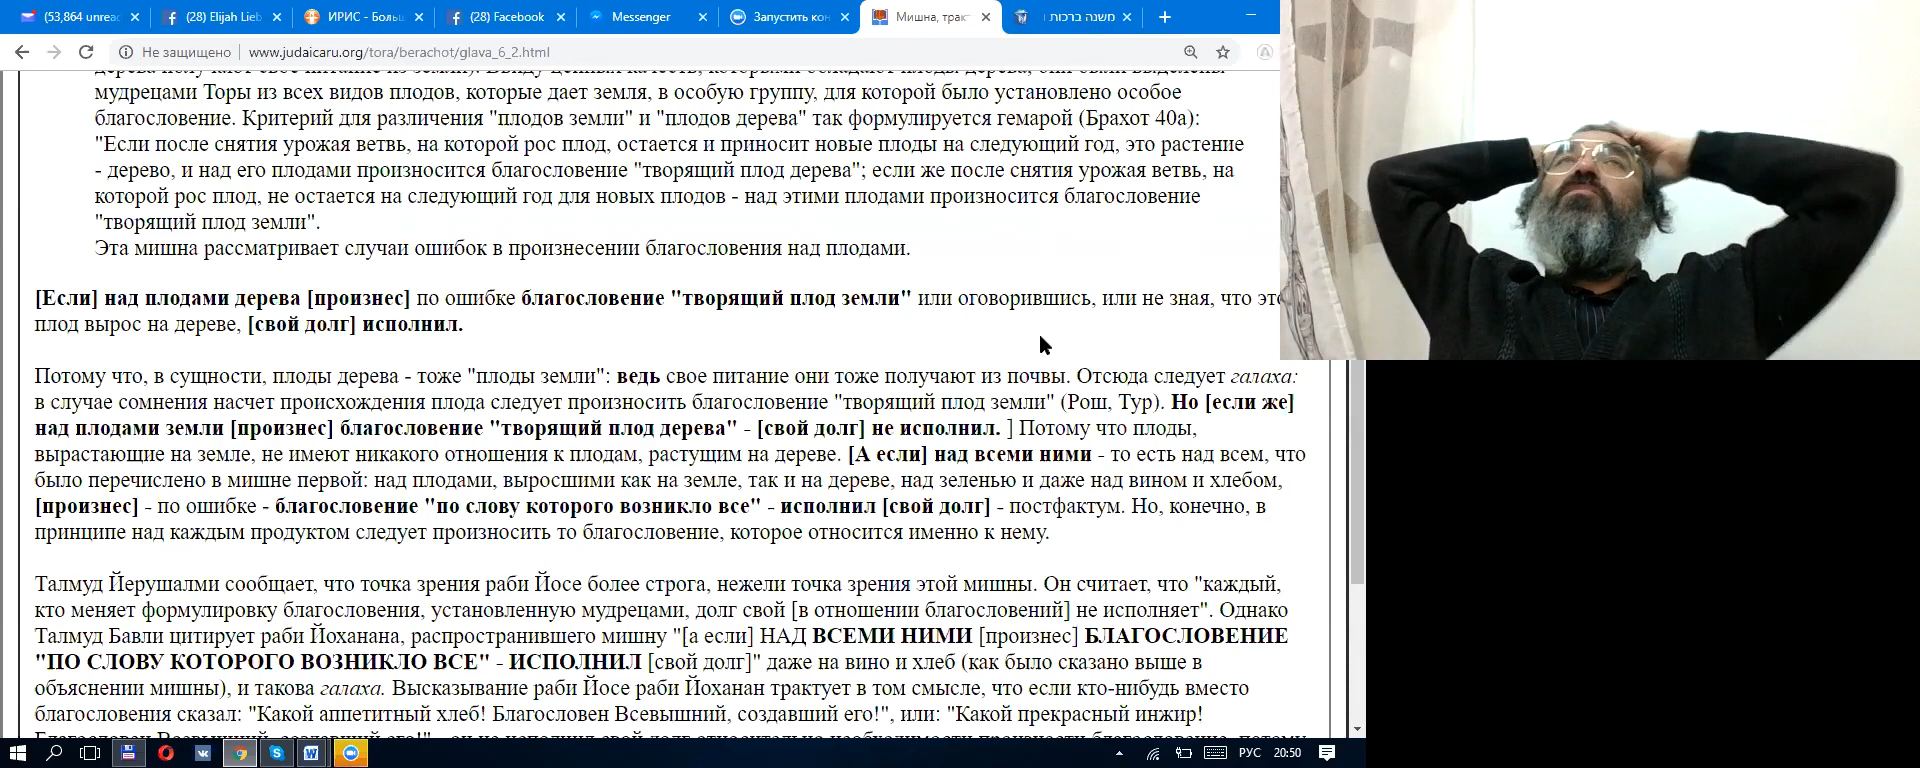 (53,864 unread
(28) Elijah Lieb
ИРИС - Больш
(28) Facebook
Messenger
Запустить кон
Мишна, тракт
משנה ברכות ו
Не защищено
www.judaicaru.org/tora/berachot/glava_6_2.html
мудрецами Торы из всех видов плодов, которые дает земля, в особую группу, для которой было установлено особое
благословение. Критерий для различения "плодов земли" и "плодов дерева" так формулируется гемарой (Брахот 40а):
"Если после снятия урожая ветвь, на которой рос плод, остается и приносит новые плоды на следующий год, это растение
- дерево, и над его плодами произносится благословение "творящий плод дерева"; если же после снятия урожая ветвь, на
которой рос плод, не остается на следующий год для новых плодов - над этими плодами произносится благословение
"творящий плод земли".
Эта мишна рассматривает случаи ошибок в произнесении благословения над плодами.
[Если] над плодами дерева [произнес] по ошибке благословение "творящий плод земли" или оговорившись, или не зная, что это
плод вырос на дереве, [свой долг] исполнил.
Потому что, в сущности, плоды дерева - тоже "плоды земли": ведь свое питание они тоже получают из почвы. Отсюда следует галаха:
в случае сомнения насчет происхождения плода следует произносить благословение "творящий плод земли" (Рош, Тур). Но [если же]
над плодами земли [произнес] благословение "творящий плод дерева" - [свой долг] не исполнил. ] Потому что плоды,
вырастающие на земле, не имеют никакого отношения к плодам, растущим на дереве. [А если] над всеми ними - то есть над всем, что
было перечислено в мишне первой: над плодами, выросшими как на земле, так и на дереве, над зеленью и даже над вином и хлебом,
[произнес] - по ошибке - благословение "по слову которого возникло все" - исполнил [свой долг] - постфактум. Но, конечно, в
принципе над каждым продуктом следует произносить то благословение, которое относится именно к нему.
Талмуд Йерушалми сообщает, что точка зрения раби Йосе более строга, нежели точка зрения этой мишны. Он считает, что "каждый,
кто меняет формулировку благословения, установленную мудрецами, долг свой [в отношении благословений] не исполняет". Однако
Талмуд Бавли цитирует раби Йоханана, распространившего мишну "[а если] НАД ВСЕМИ НИМИ [произнес] БЛАГОСЛОВЕНИЕ
"ПО СЛОВУ КОТОРОГО ВОЗНИКЛО ВСЕ" - ИСПОЛНИЛ [свой долг]" даже на вино и хлеб (как было сказано выше в
объяснении мишны), и такова галаха. Высказывание раби Йосе раби Йоханан трактует в том смысле, что если кто-нибудь вместо
благословения сказал: "Какой аппетитный хлеб! Благословен Всевышний, создавший его!", или: "Какой прекрасный инжир!
РУС 20:50